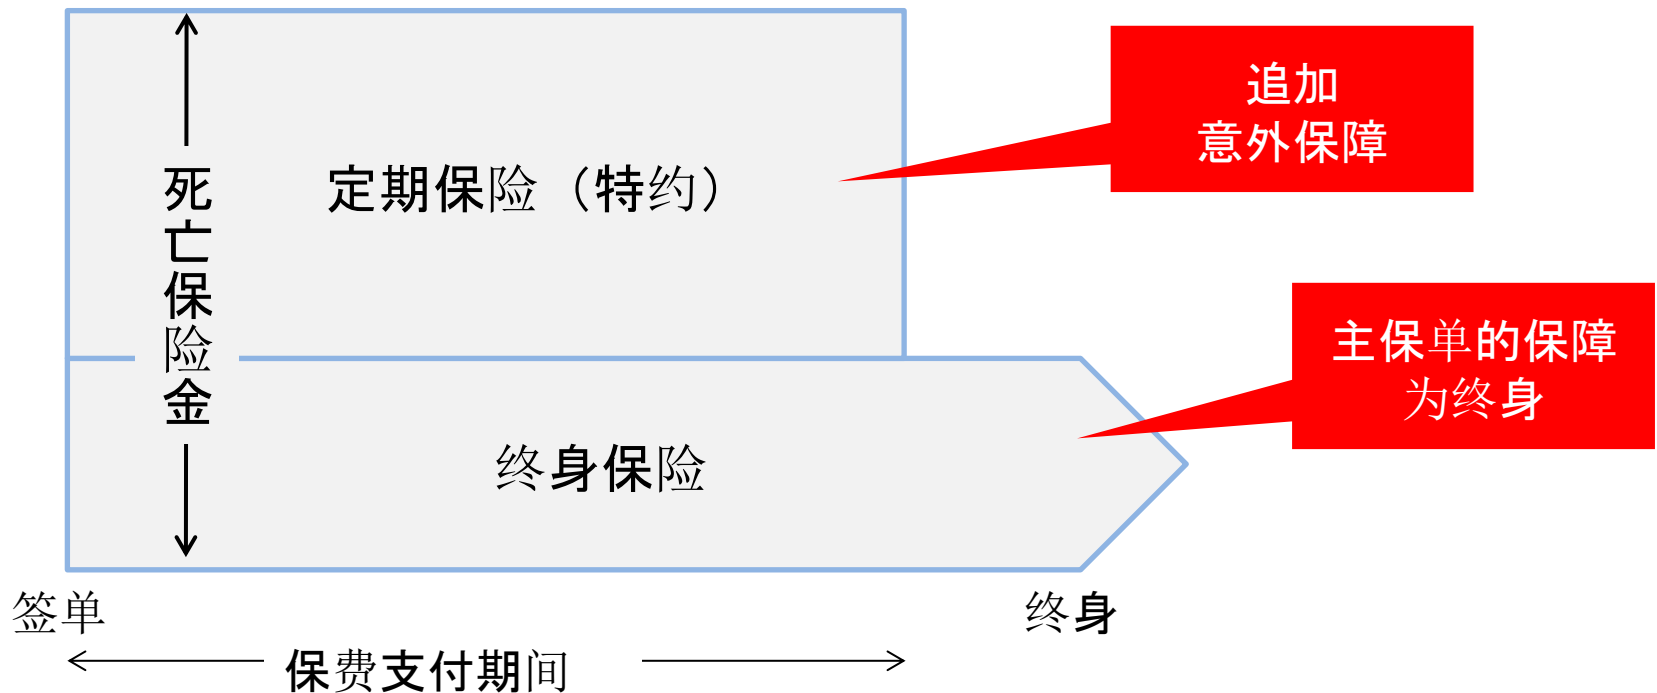 追加
意外保障
定期保险（特约）
死亡保险金
主保单的保障
为终身
终身保险
签单
终身
保费支付期间